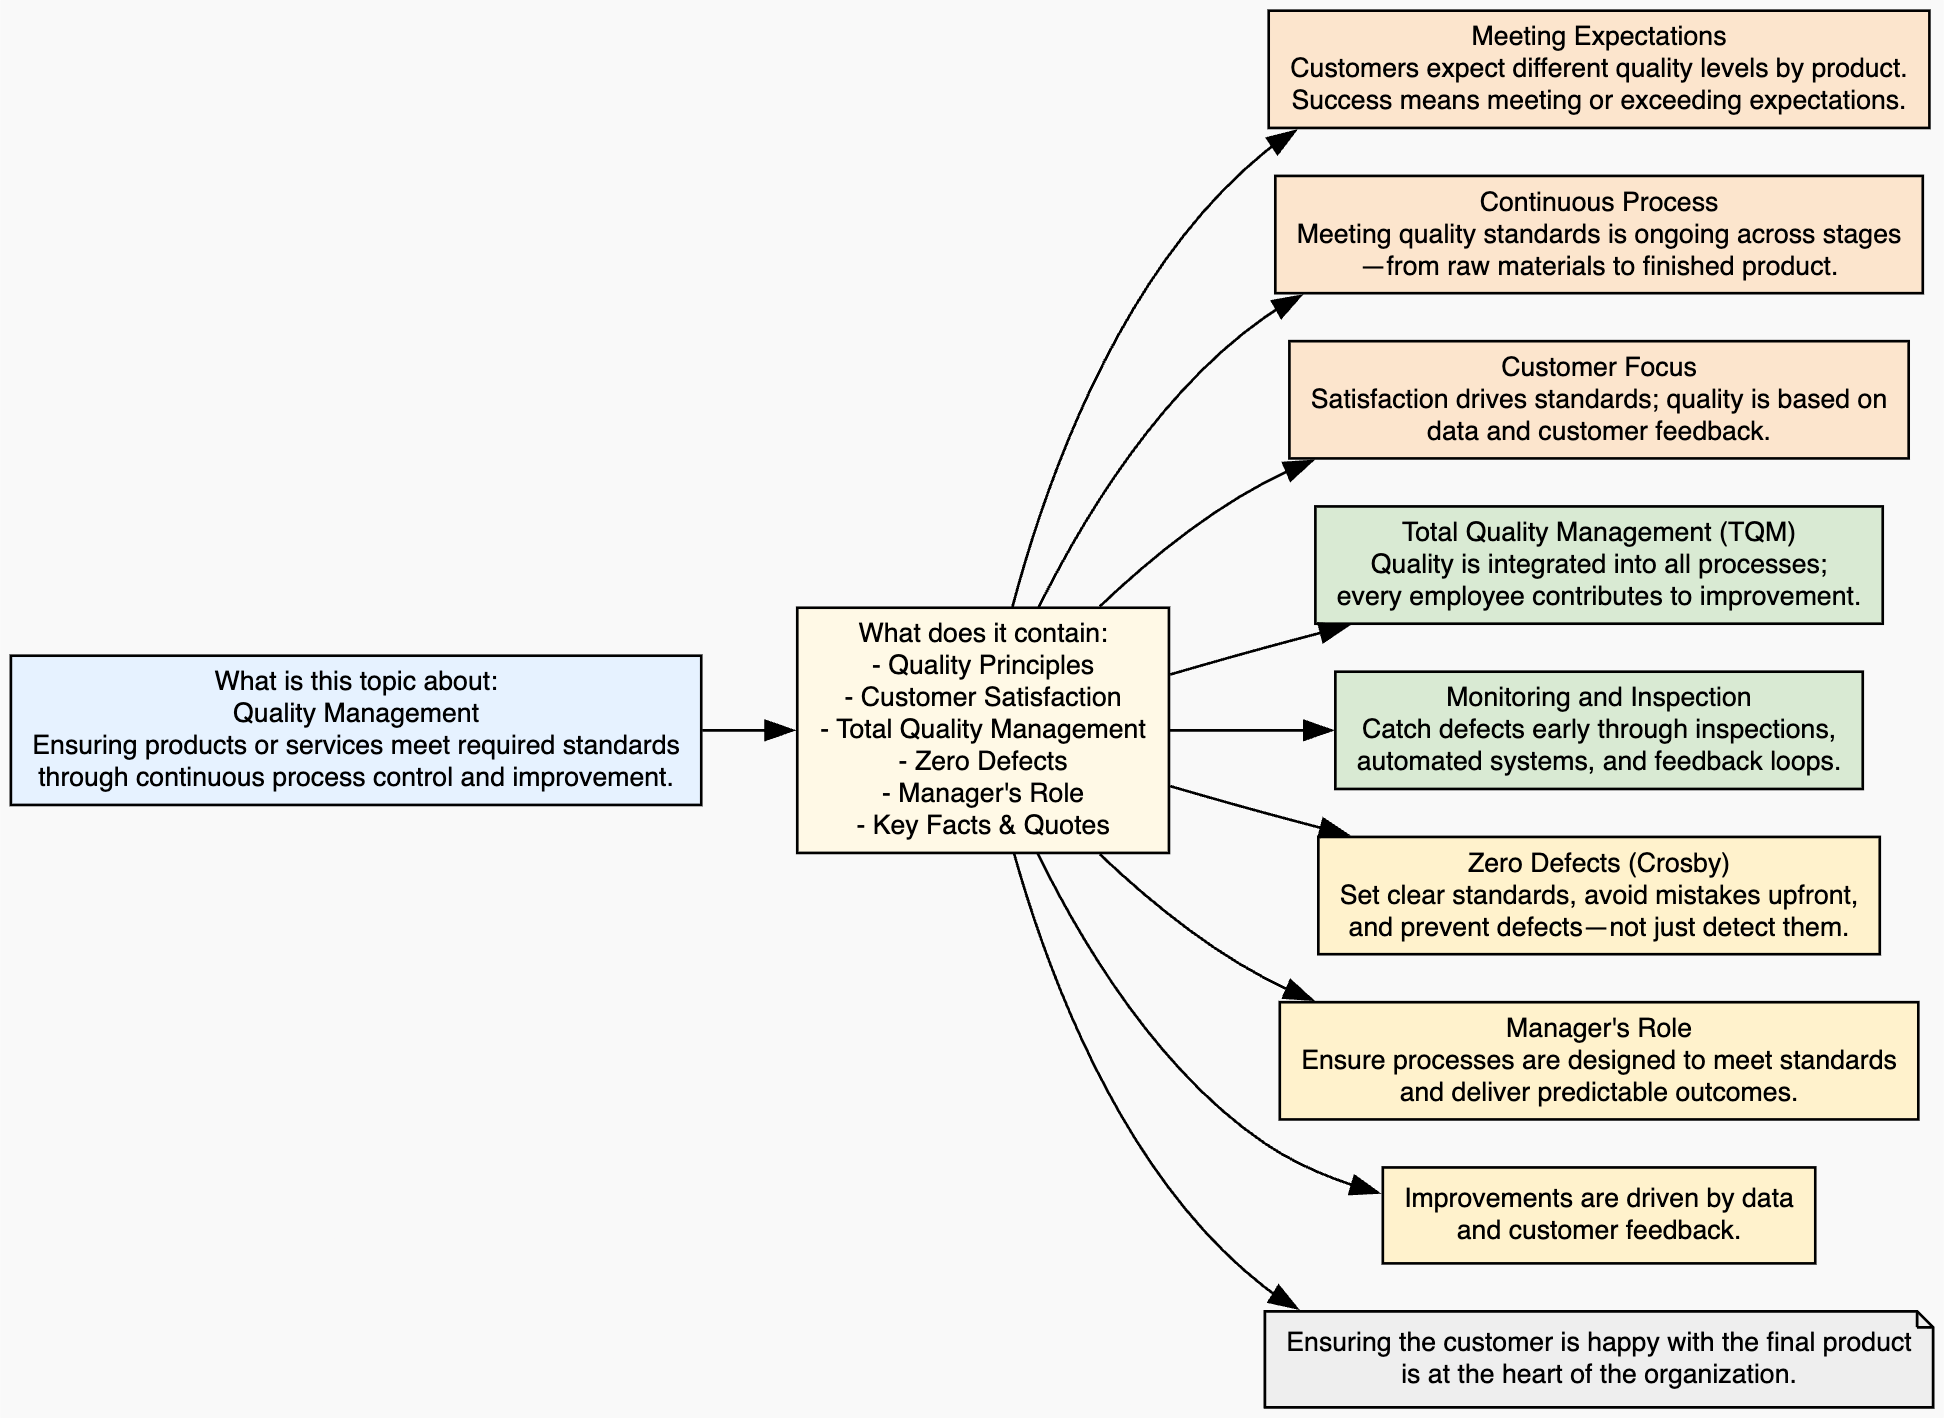 What is this topic about:
Quality Management
Ensuring products or services meet required standards
through continuous process control and improvement.
What does it contain:
- Quality Principles
- Customer Satisfaction
- Total Quality Management
- Zero Defects
- Manager's Role
- Key Facts & Quotes
Meeting Expectations
Customers expect different quality levels by product.
Success means meeting or exceeding expectations.
Continuous Process
Meeting quality standards is ongoing across stages
—from raw materials to finished product.
Customer Focus
Satisfaction drives standards; quality is based on
data and customer feedback.
Total Quality Management (TQM)
Quality is integrated into all processes;
every employee contributes to improvement.
Monitoring and Inspection
Catch defects early through inspections,
automated systems, and feedback loops.
Zero Defects (Crosby)
Set clear standards, avoid mistakes upfront,
and prevent defects—not just detect them.
Manager's Role
Ensure processes are designed to meet standards
and deliver predictable outcomes.
Improvements are driven by data
and customer feedback.
Ensuring the customer is happy with the final product
is at the heart of the organization.